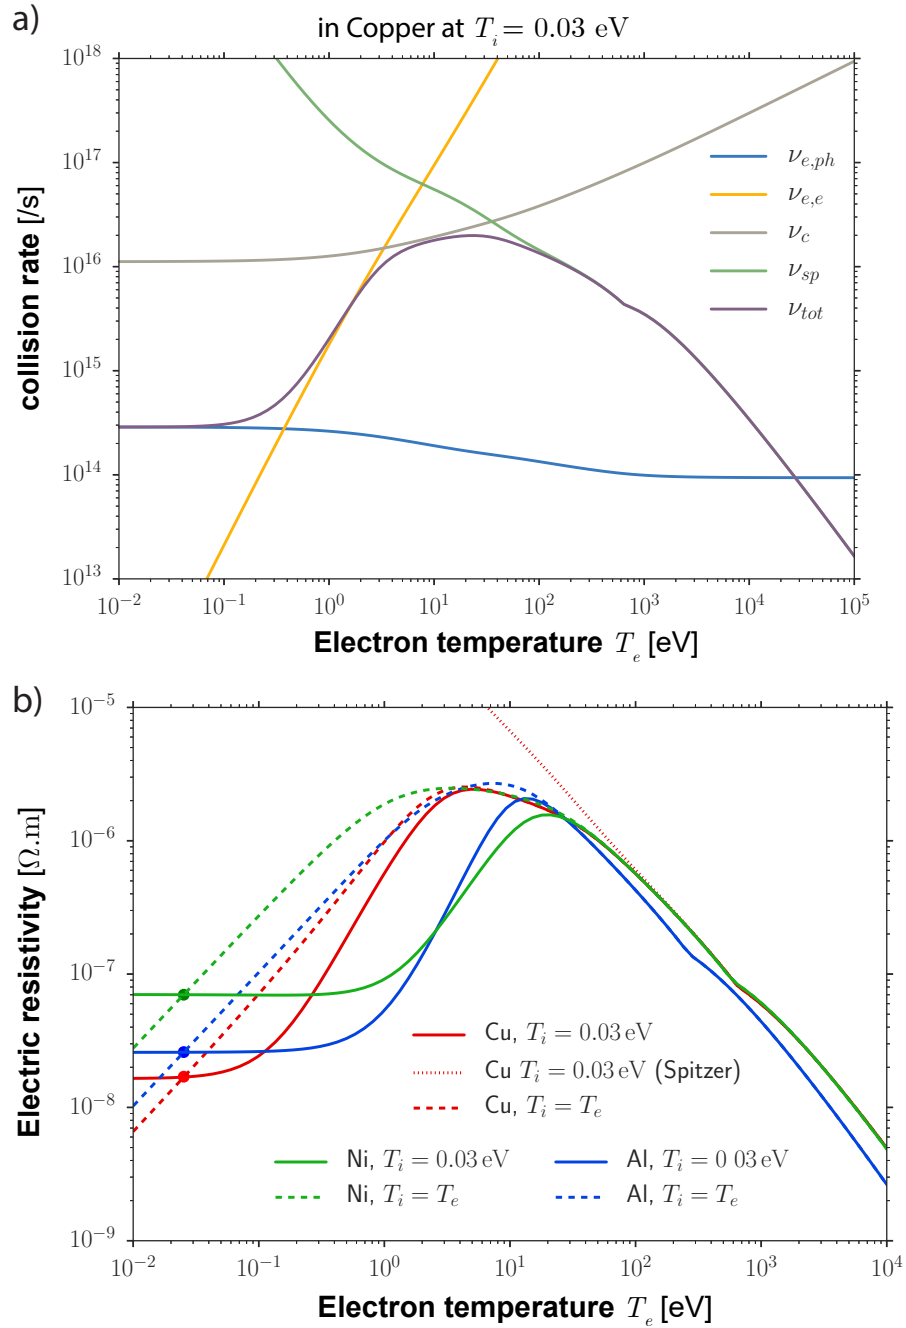 a)
in Copper at T_i = 0.03 eV
10^18
10^17
10^16
10^15
10^14
10^13
collision rate [/s]
ν_e,ph
ν_e,e
ν_c
ν_sp
ν_tot
10^−2 10^−1 10^0 10^1 10^2 10^3 10^4 10^5
Electron temperature T_e [eV]
b)
10^−5
10^−6
10^−7
10^−8
10^−9
Electric resistivity [Ω.m]
Cu, T_i = 0.03 eV
Cu T_i = 0.03 eV (Spitzer)
Cu, T_i = T_e
Ni, T_i = 0.03 eV
Ni, T_i = T_e
Al, T_i = 0 03 eV
Al, T_i = T_e
10^−2 10^−1 10^0 10^1 10^2 10^3 10^4
Electron temperature T_e [eV]